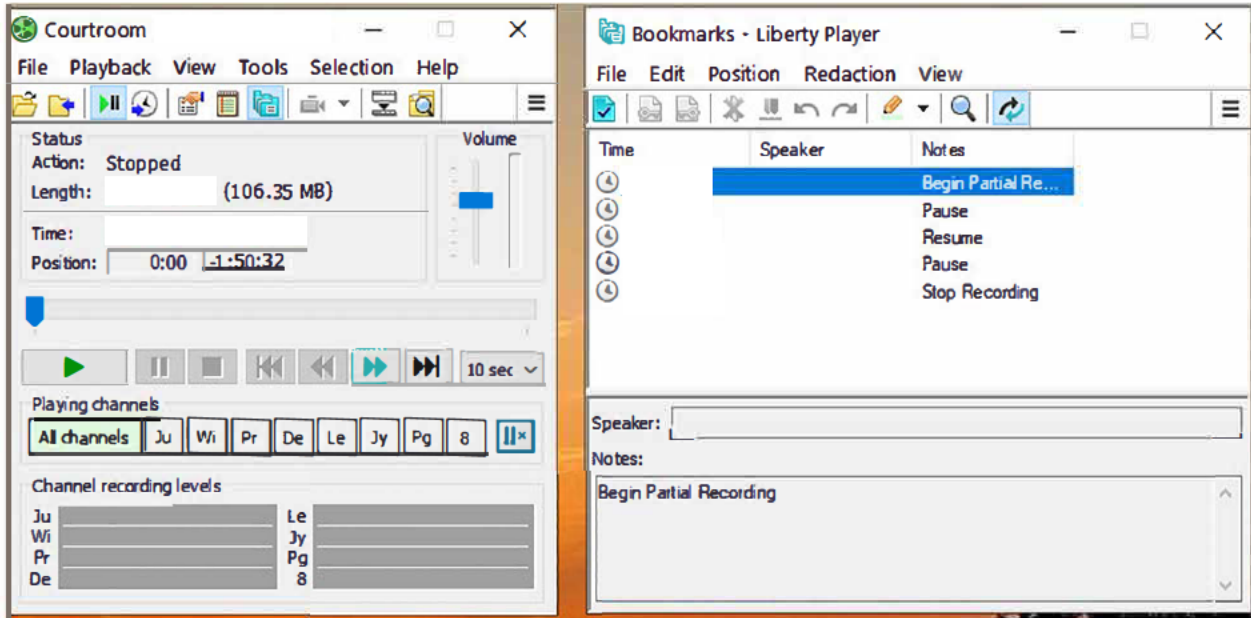 Courtroom
File Playback View Tools Selection Help
Status
Action: Stopped
Length: (106.35 MB)
Time:
Position: 0:00 -1:50:32
Volume
10 sec
Playing channels
All channels Ju Wi Pr De Le Jy Pg 8
Channel recording levels
Ju Le
Wi Jy
Pr Pg
De 8
Bookmarks - Liberty Player
File Edit Position Redaction View
Time Speaker Notes
Begin Partial Re...
Pause
Resume
Pause
Stop Recording
Speaker:
Notes:
Begin Partial Recording